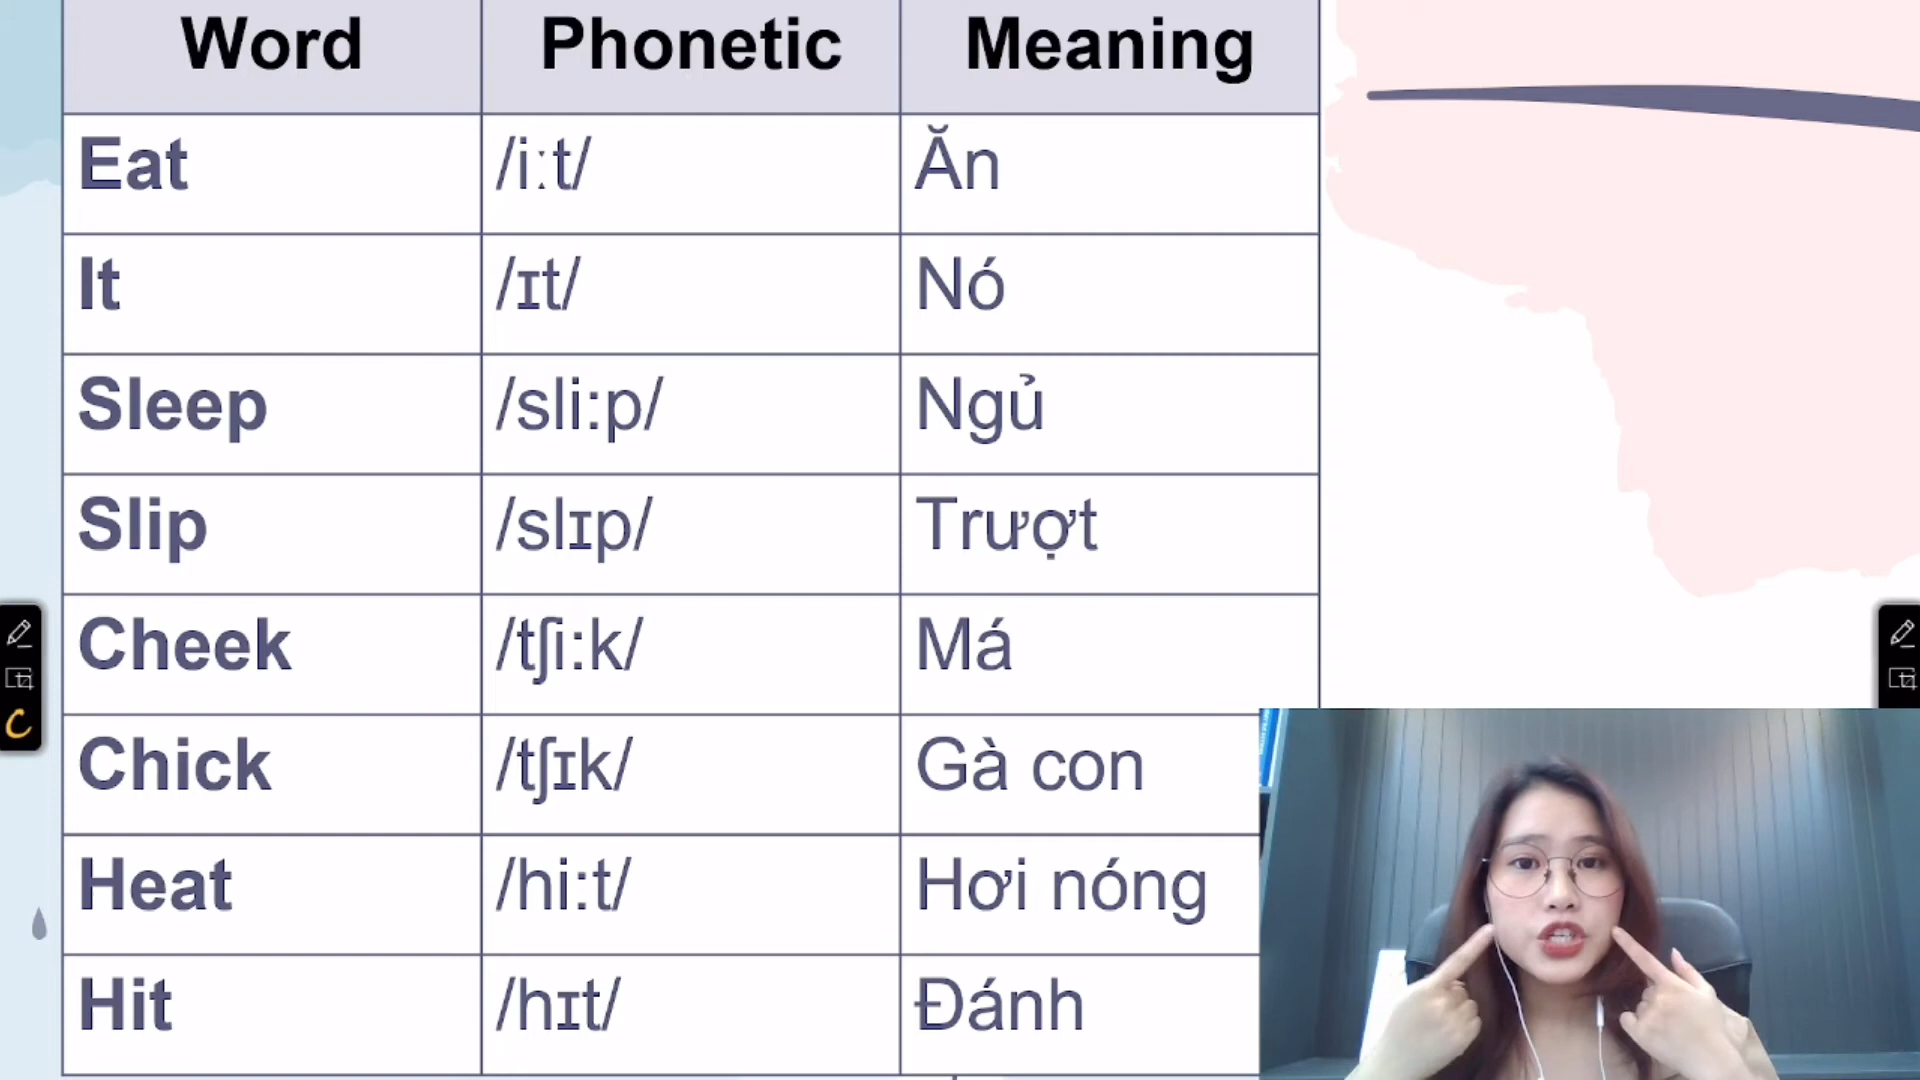 Word Phonetic Meaning
Eat /iːt/ Ăn
It /ɪt/ Nó
Sleep /sli:p/ Ngủ
Slip /slɪp/ Trượt
Cheek /tʃi:k/ Má
Chick /tʃɪk/ Gà con
Heat /hi:t/ Hơi nóng
Hit /hɪt/ Đánh